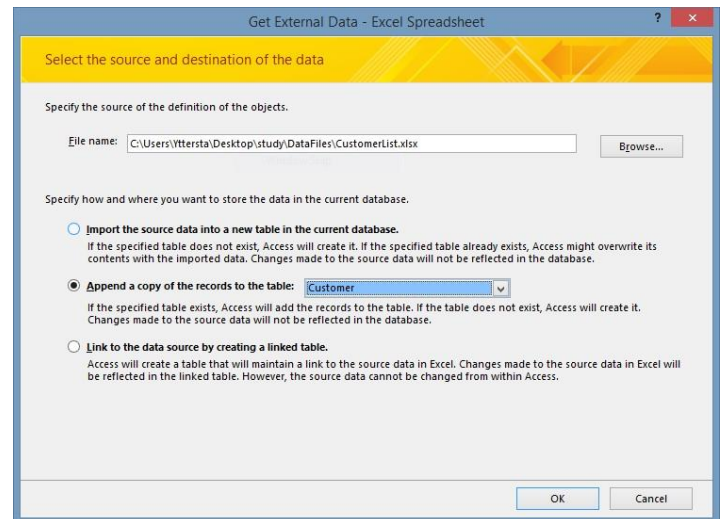 Get External Data - Excel Spreadsheet
? ×
Select the source and destination of the data
Specify the source of the definition of the objects.
File name: C:\Users\Yttersta\Desktop\study\DataFiles\CustomerList.xlsx Browse...
Specify how and where you want to store the data in the current database.
Import the source data into a new table in the current database.
If the specified table does not exist, Access will create it. If the specified table already exists, Access might overwrite its
contents with the imported data. Changes made to the source data will not be reflected in the database.
Append a copy of the records to the table: Customer
If the specified table exists, Access will add the records to the table. If the table does not exist, Access will create it.
Changes made to the source data will not be reflected in the database.
Link to the data source by creating a linked table.
Access will create a table that will maintain a link to the source data in Excel. Changes made to the source data in Excel will
be reflected in the linked table. However, the source data cannot be changed from within Access.
OK Cancel